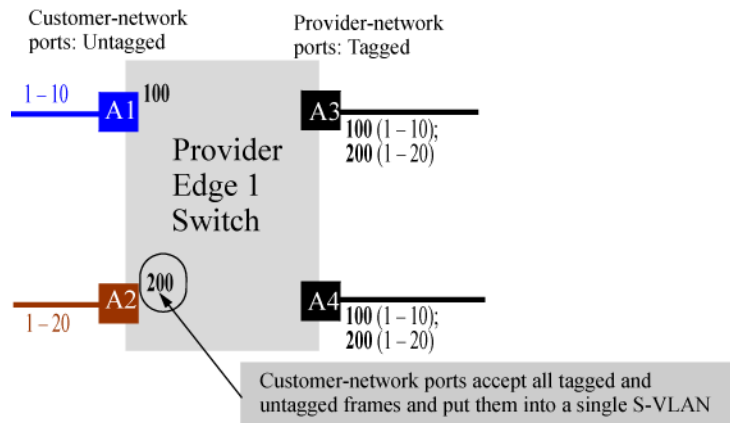 Customer-network
ports: Untagged
Provider-network
ports: Tagged
1 – 10
A1
100
A3
100 (1 – 10);
200 (1 – 20)
Provider
Edge 1
Switch
200
A2
1 – 20
A4
100 (1 – 10);
200 (1 – 20)
Customer-network ports accept all tagged and
untagged frames and put them into a single S-VLAN